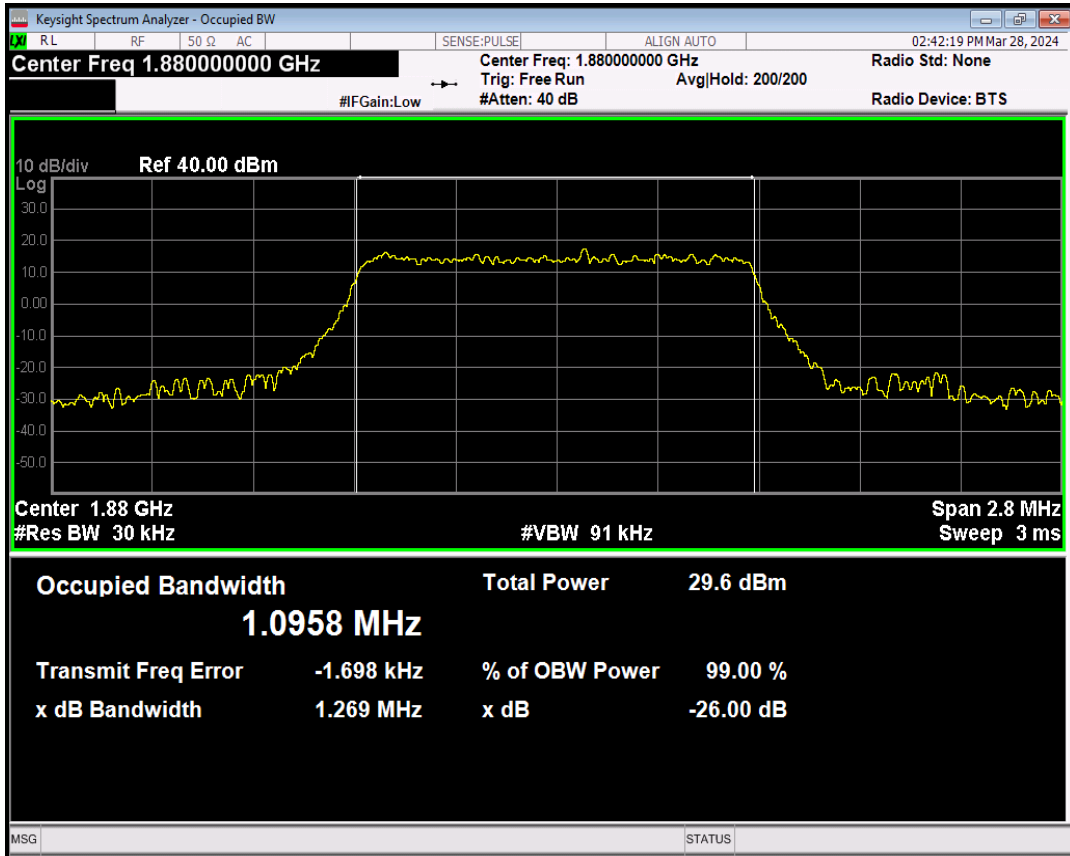 Keysight Spectrum Analyzer - Occupied BW
LXI RL RF 50 Ω AC SENSE:PULSE ALIGN AUTO 02:42:19 PM Mar 28, 2024
Center Freq 1.880000000 GHz Center Freq: 1.880000000 GHz Radio Std: None
Trig: Free Run Avg|Hold: 200/200
#IFGain:Low #Atten: 40 dB Radio Device: BTS
10 dB/div Ref 40.00 dBm
Log
30.0
20.0
10.0
0.00
-10.0
-20.0
-30.0
-40.0
-50.0
Center 1.88 GHz Span 2.8 MHz
#Res BW 30 kHz #VBW 91 kHz Sweep 3 ms
Occupied Bandwidth Total Power 29.6 dBm
1.0958 MHz
Transmit Freq Error -1.698 kHz % of OBW Power 99.00 %
x dB Bandwidth 1.269 MHz x dB -26.00 dB
MSG STATUS